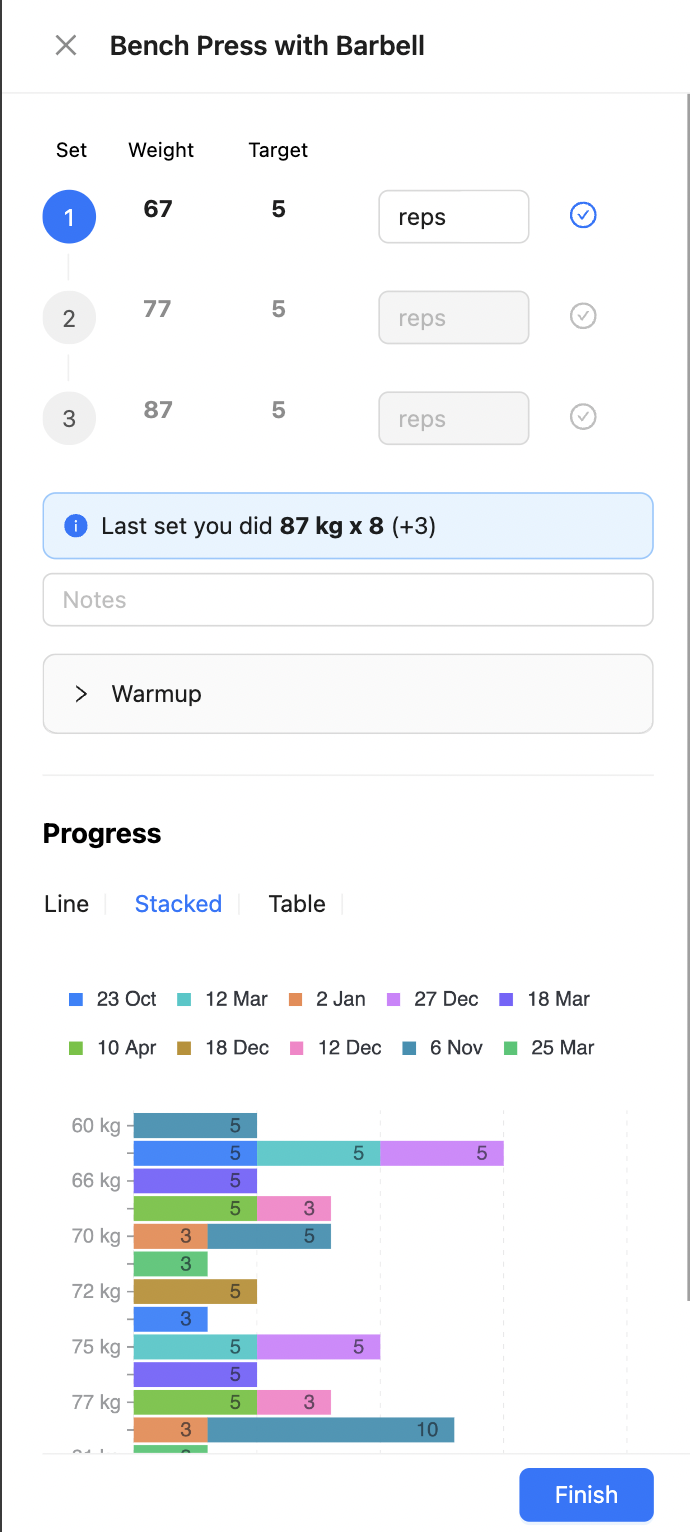 Bench Press with Barbell
Set Weight Target
1 67 5 reps
2 77 5 reps
3 87 5 reps
Last set you did 87 kg x 8 (+3)
Notes
Warmup
Progress
Line Stacked Table
23 Oct 12 Mar 2 Jan 27 Dec 18 Mar
10 Apr 18 Dec 12 Dec 6 Nov 25 Mar
60 kg 5
5 5 5
66 kg 5
5 3
70 kg 3 5
3
72 kg 5
3
75 kg 5 5
5
77 kg 5 3
3 10
Finish